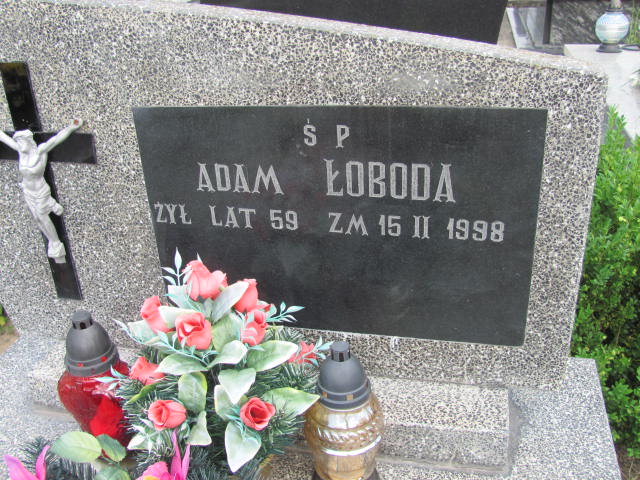 Ś P
ADAM ŁOBODA
ŻYŁ LAT 59 ZM 15 II 1998